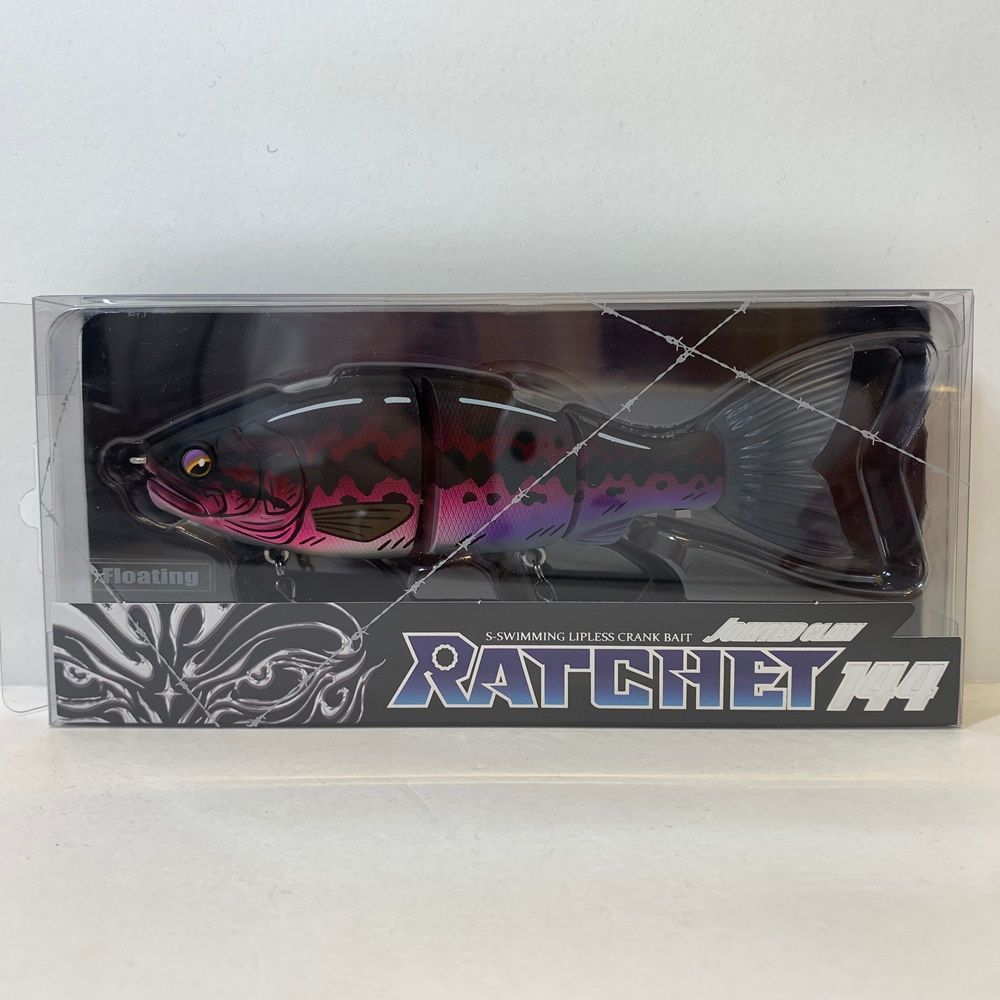 Floating
S-SWIMMING LIPLESS CRANK BAIT
JOINTED CLAW
RATCHET 144